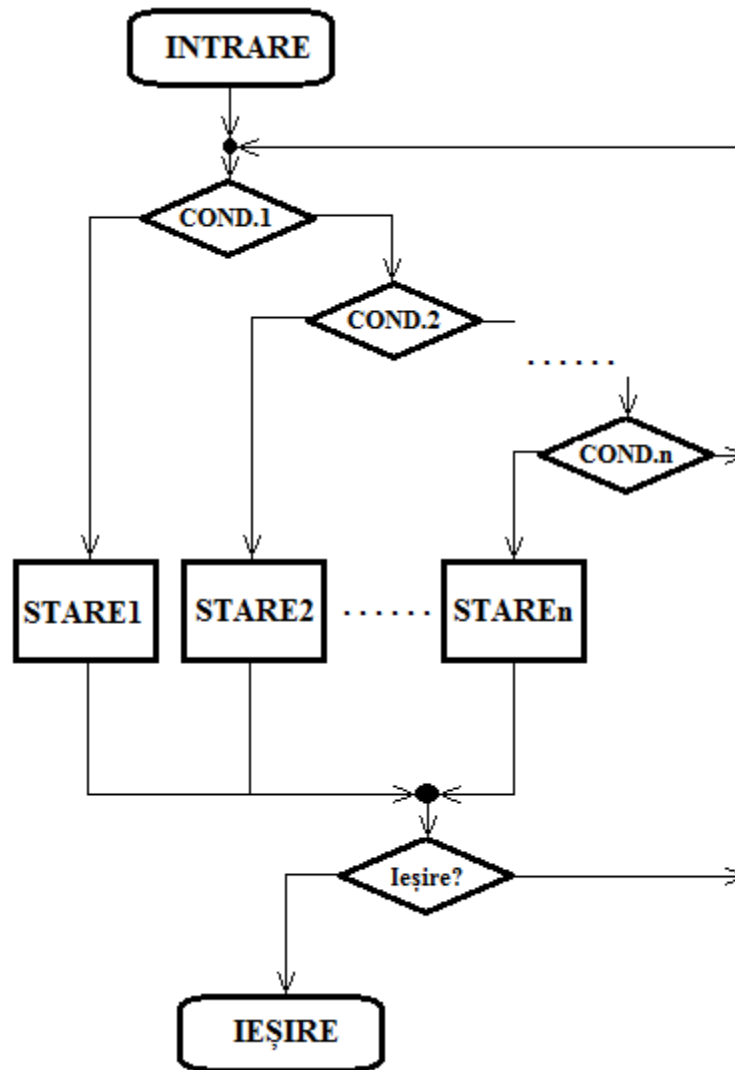 INTRARE
COND.1
COND.2
. . . . . .
COND.n
STARE1
STARE2
. . . . . .
STAREn
Ieșire?
IEȘIRE